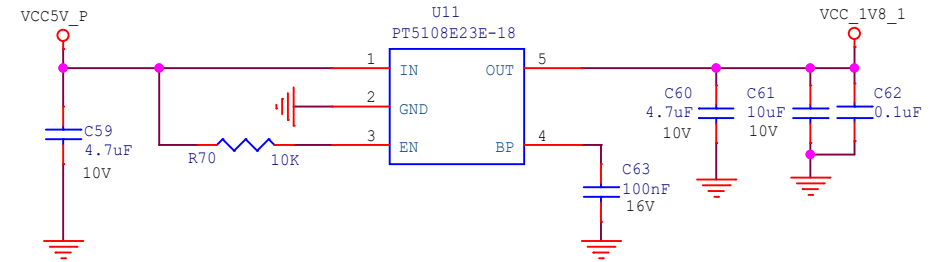 VCC5V_P
U11
VCC_1V8_1
PT5108E23E-18
1
IN
OUT
5
2
GND
C59
4.7uF
10V
R70
10K
3
EN
BP
4
C60
4.7uF
10V
C61
10uF
10V
C62
0.1uF
C63
100nF
16V